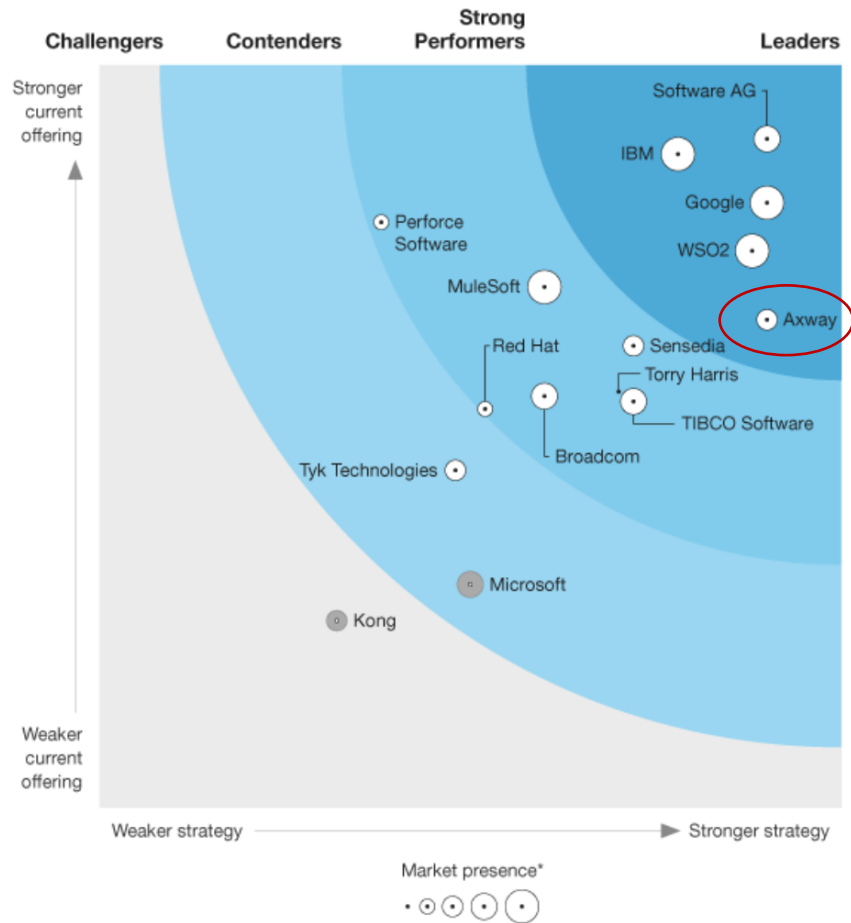 Challengers
Contenders
Strong
Performers
Leaders
Stronger
current
offering
Software AG
IBM
Google
Perforce
Software
WSO2
MuleSoft
Axway
Red Hat
Sensedia
Torry Harris
TIBCO Software
Broadcom
Tyk Technologies
Microsoft
Kong
Weaker
current
offering
Weaker strategy
Stronger strategy
Market presence*